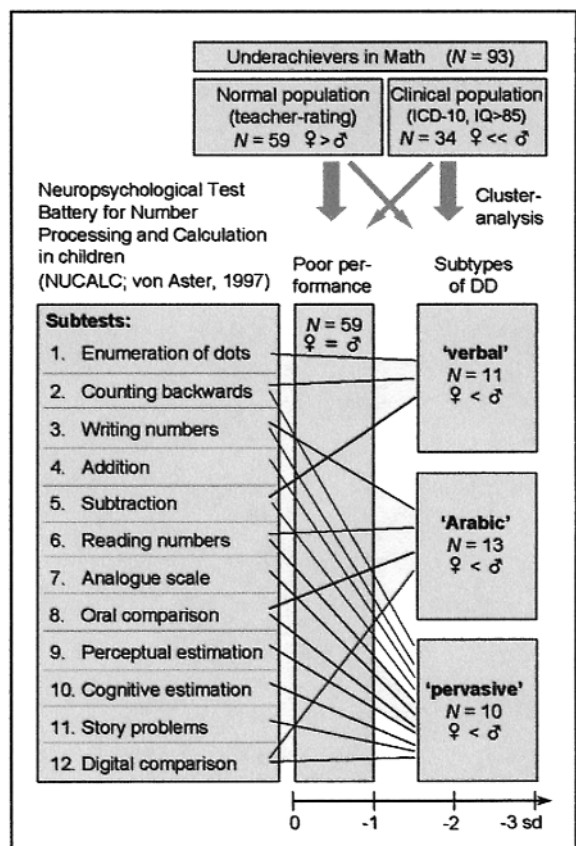 Underachievers in Math (N = 93)
Normal population
(teacher-rating)
N = 59 ♀>♂
Clinical population
(ICD-10, IQ>85)
N = 34 ♀<< ♂
Neuropsychological Test
Battery for Number
Processing and Calculation
in children
(NUCALC; von Aster, 1997)
Cluster-
analysis
Poor per-
formance
Subtypes
of DD
Subtests:
1. Enumeration of dots
2. Counting backwards
3. Writing numbers
4. Addition
5. Subtraction
6. Reading numbers
7. Analogue scale
8. Oral comparison
9. Perceptual estimation
10. Cognitive estimation
11. Story problems
12. Digital comparison
N = 59
♀ = ♂
'verbal'
N = 11
♀ < ♂
'Arabic'
N = 13
♀ < ♂
'pervasive'
N = 10
♀ < ♂
0 -1 -2 -3 sd